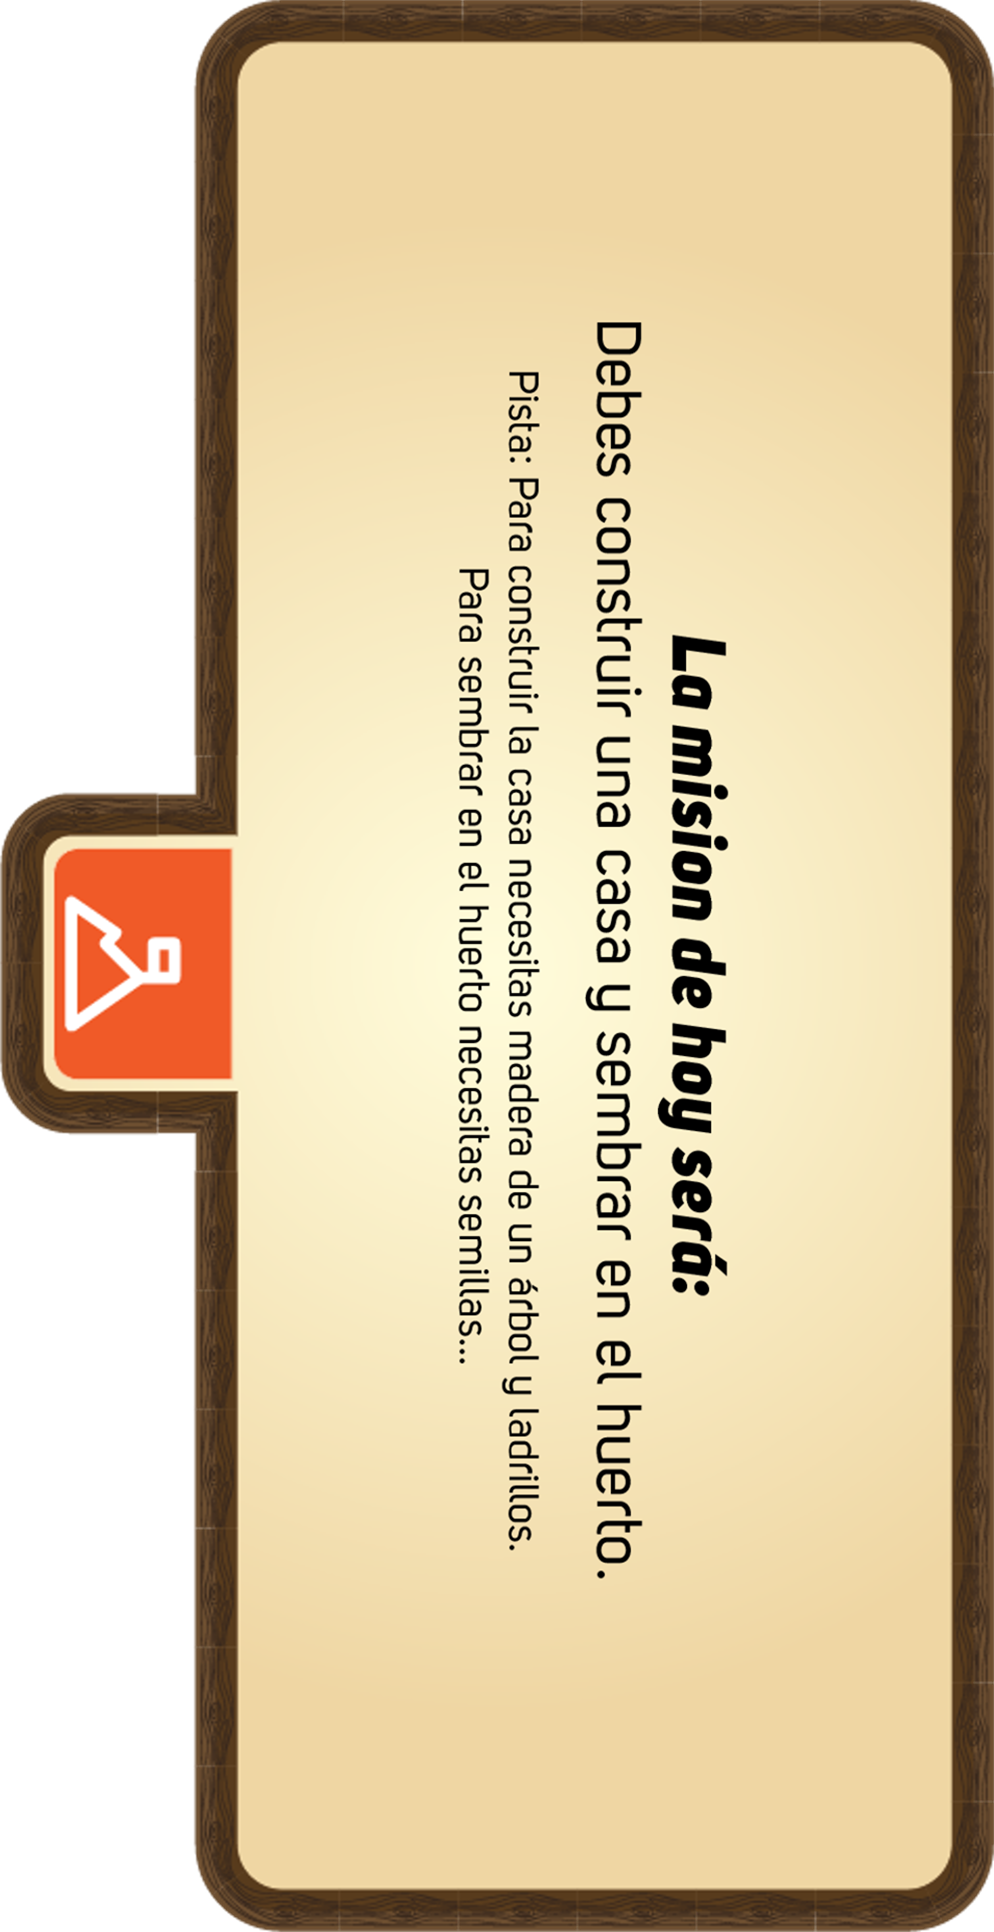 La mision de hoy será:
Debes construir una casa y sembrar en el huerto.
Pista: Para construir la casa necesitas madera de un árbol y ladrillos.
Para sembrar en el huerto necesitas semillas...